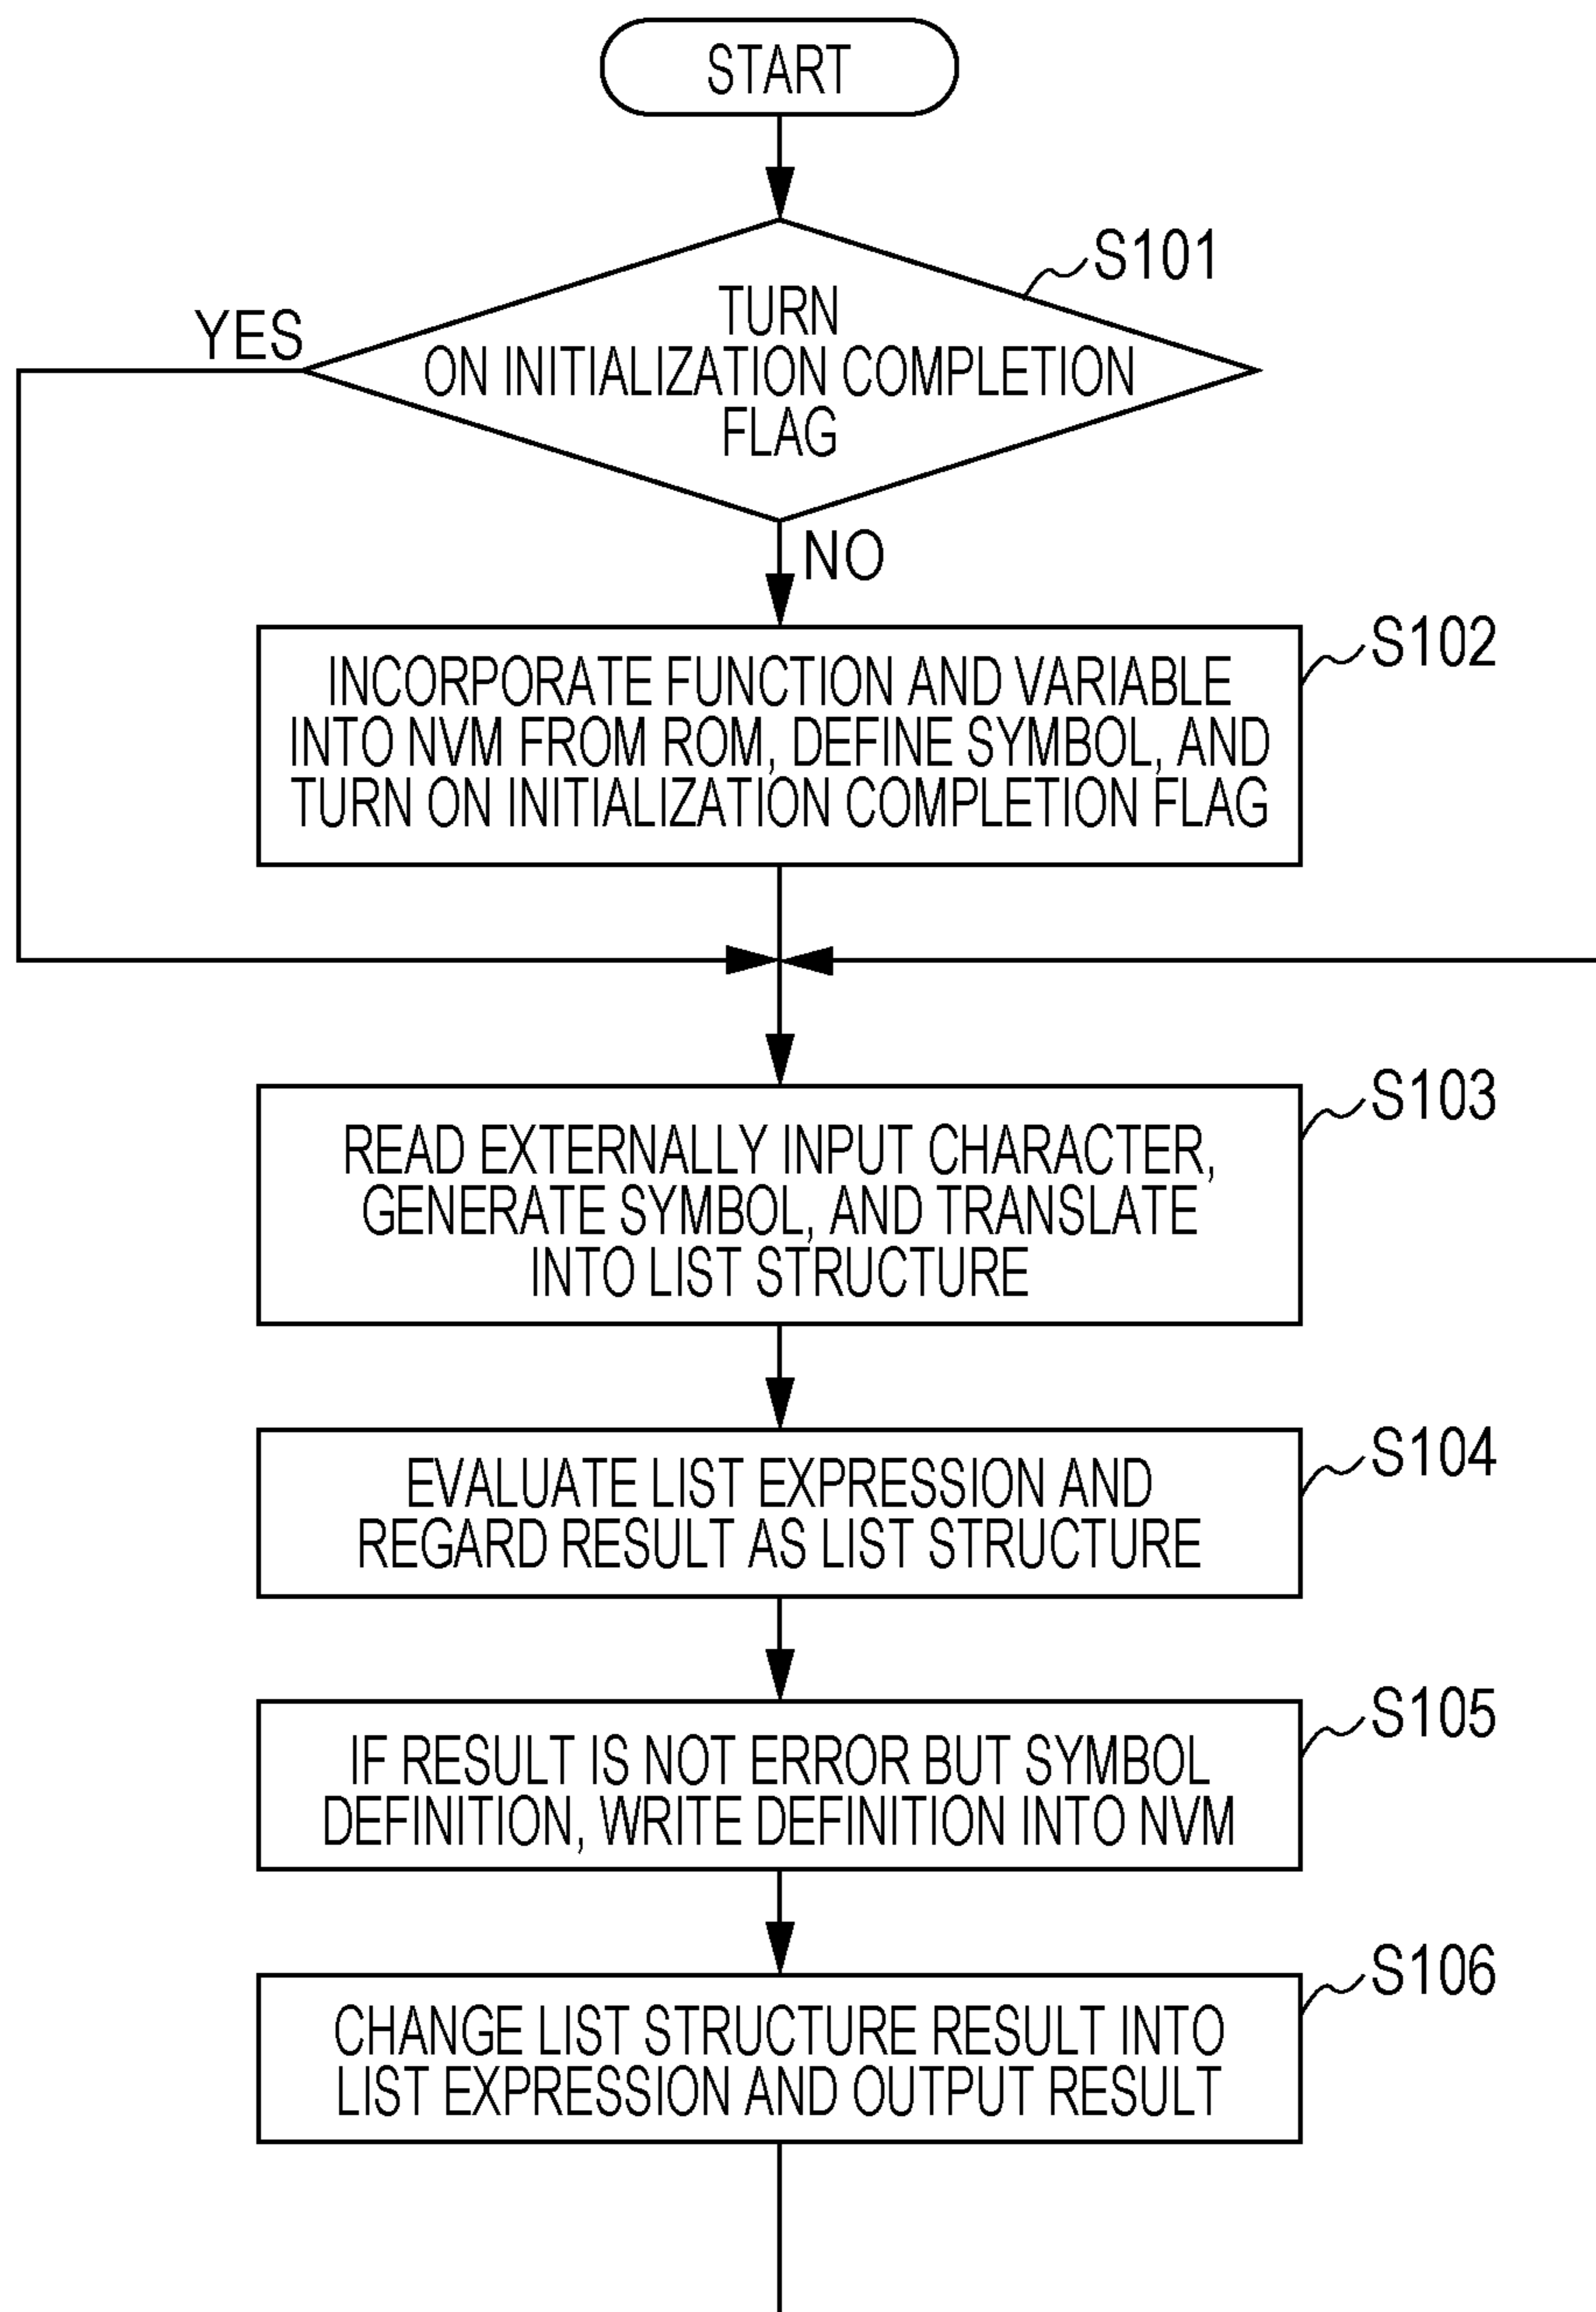 START
S101
YES
TURN
ON INITIALIZATION COMPLETION
FLAG
NO
S102
INCORPORATE FUNCTION AND VARIABLE
INTO NVM FROM ROM, DEFINE SYMBOL, AND
TURN ON INITIALIZATION COMPLETION FLAG
S103
READ EXTERNALLY INPUT CHARACTER,
GENERATE SYMBOL, AND TRANSLATE
INTO LIST STRUCTURE
S104
EVALUATE LIST EXPRESSION AND
REGARD RESULT AS LIST STRUCTURE
S105
IF RESULT IS NOT ERROR BUT SYMBOL
DEFINITION, WRITE DEFINITION INTO NVM
S106
CHANGE LIST STRUCTURE RESULT INTO
LIST EXPRESSION AND OUTPUT RESULT